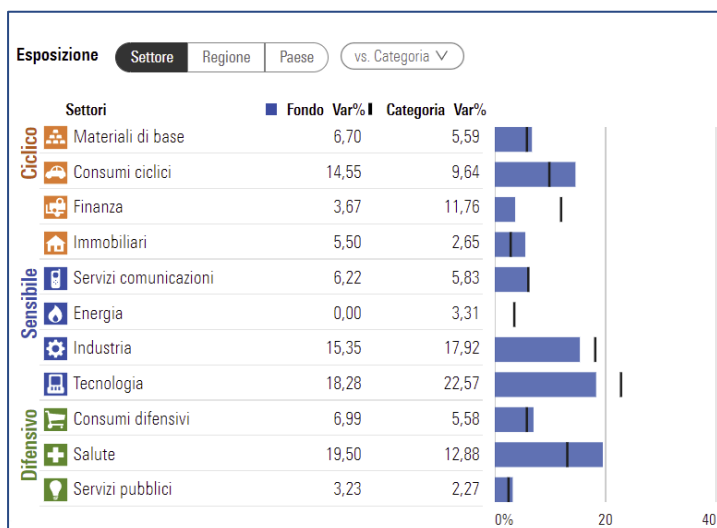 Esposizione Settore Regione Paese vs. Categoria
Settori Fondo Var% Categoria Var%
Ciclico
Materiali di base 6,70 5,59
Consumi ciclici 14,55 9,64
Finanza 3,67 11,76
Immobiliari 5,50 2,65
Sensibile
Servizi comunicazioni 6,22 5,83
Energia 0,00 3,31
Industria 15,35 17,92
Tecnologia 18,28 22,57
Difensivo
Consumi difensivi 6,99 5,58
Salute 19,50 12,88
Servizi pubblici 3,23 2,27
0% 20 40